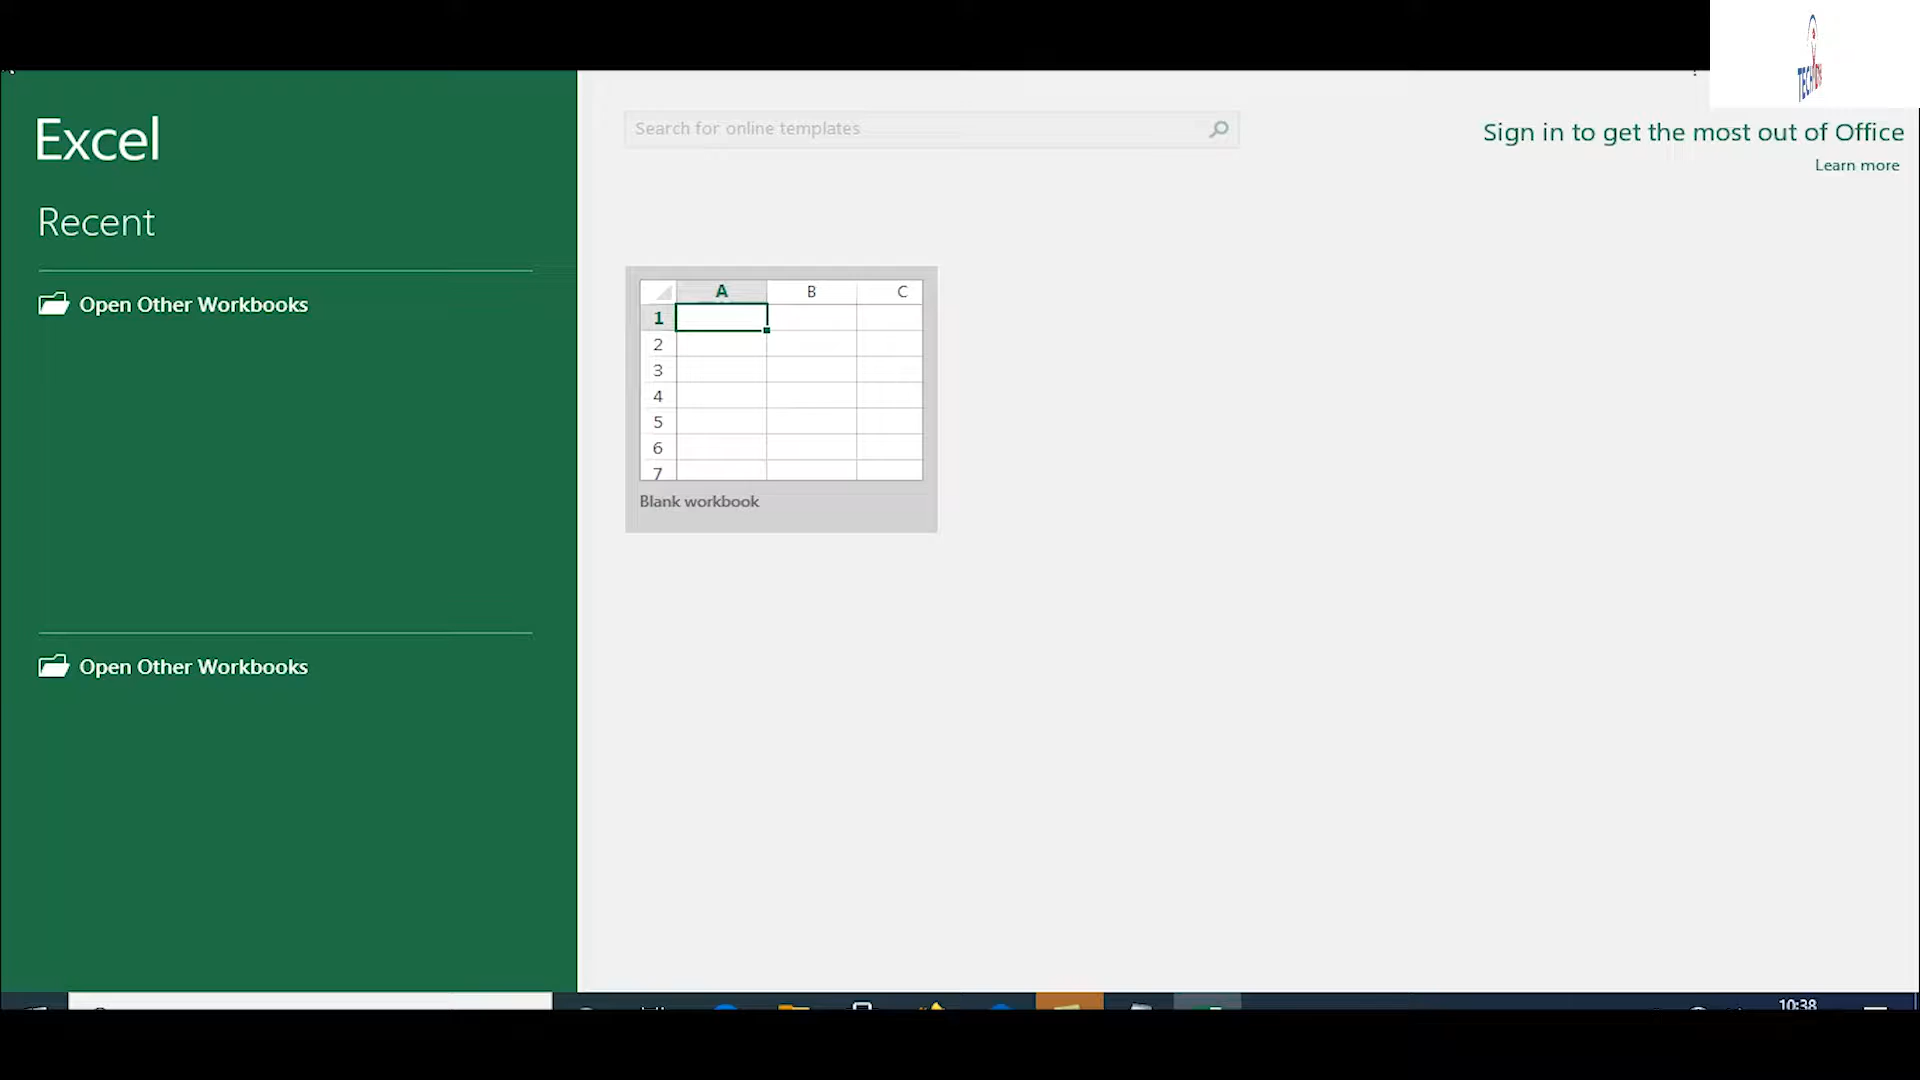 Excel
Recent
Open Other Workbooks
Open Other Workbooks
Search for online templates
Sign in to get the most out of Office
Learn more
A B C
1
2
3
4
5
6
7
Blank workbook
10:38